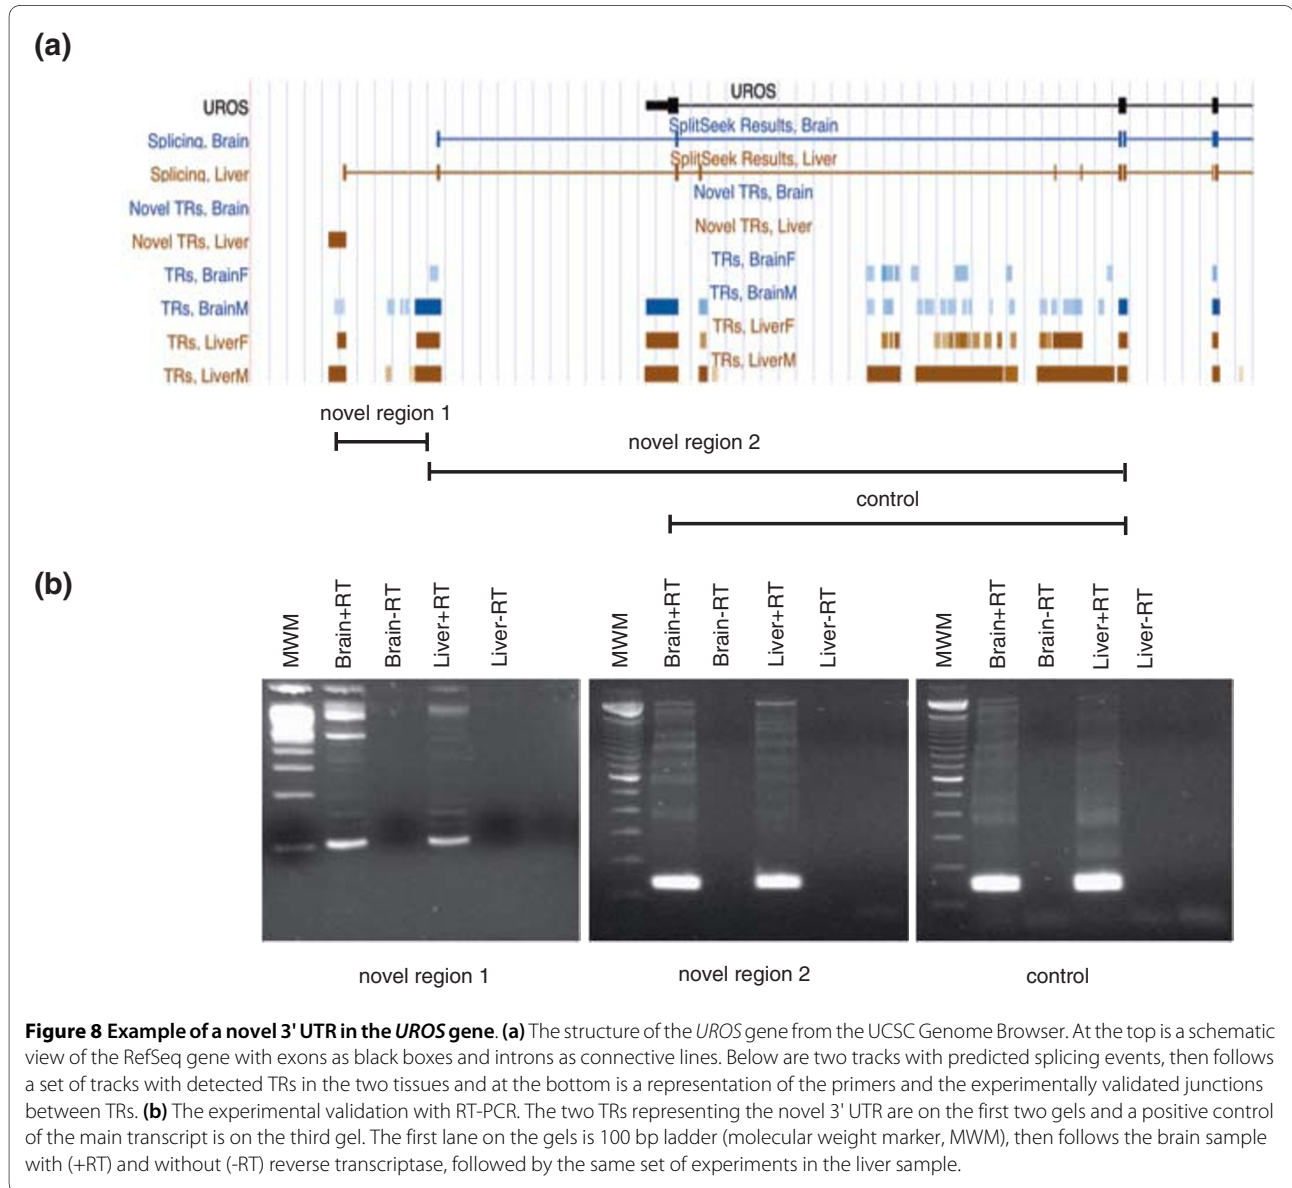 (a)
UROS
UROS
SplitSeek Results, Brain
Splicing, Brain
SplitSeek Results, Liver
Splicing, Liver
Novel TRs, Brain
Novel TRs, Brain
Novel TRs, Liver
Novel TRs, Liver
TRs, BrainF
TRs, BrainF
TRs, BrainM
TRs, BrainM
TRs, LiverF
TRs, LiverF
TRs, LiverM
TRs, LiverM
novel region 1
novel region 2
control
(b)
MWM
Brain+RT
Brain-RT
Liver+RT
Liver-RT
MWM
Brain+RT
Brain-RT
Liver+RT
Liver-RT
MWM
Brain+RT
Brain-RT
Liver+RT
Liver-RT
novel region 1
novel region 2
control
Figure 8 Example of a novel 3' UTR in the UROS gene. (a) The structure of the UROS gene from the UCSC Genome Browser. At the top is a schematic
view of the RefSeq gene with exons as black boxes and introns as connective lines. Below are two tracks with predicted splicing events, then follows
a set of tracks with detected TRs in the two tissues and at the bottom is a representation of the primers and the experimentally validated junctions
between TRs. (b) The experimental validation with RT-PCR. The two TRs representing the novel 3' UTR are on the first two gels and a positive control
of the main transcript is on the third gel. The first lane on the gels is 100 bp ladder (molecular weight marker, MWM), then follows the brain sample
with (+RT) and without (-RT) reverse transcriptase, followed by the same set of experiments in the liver sample.